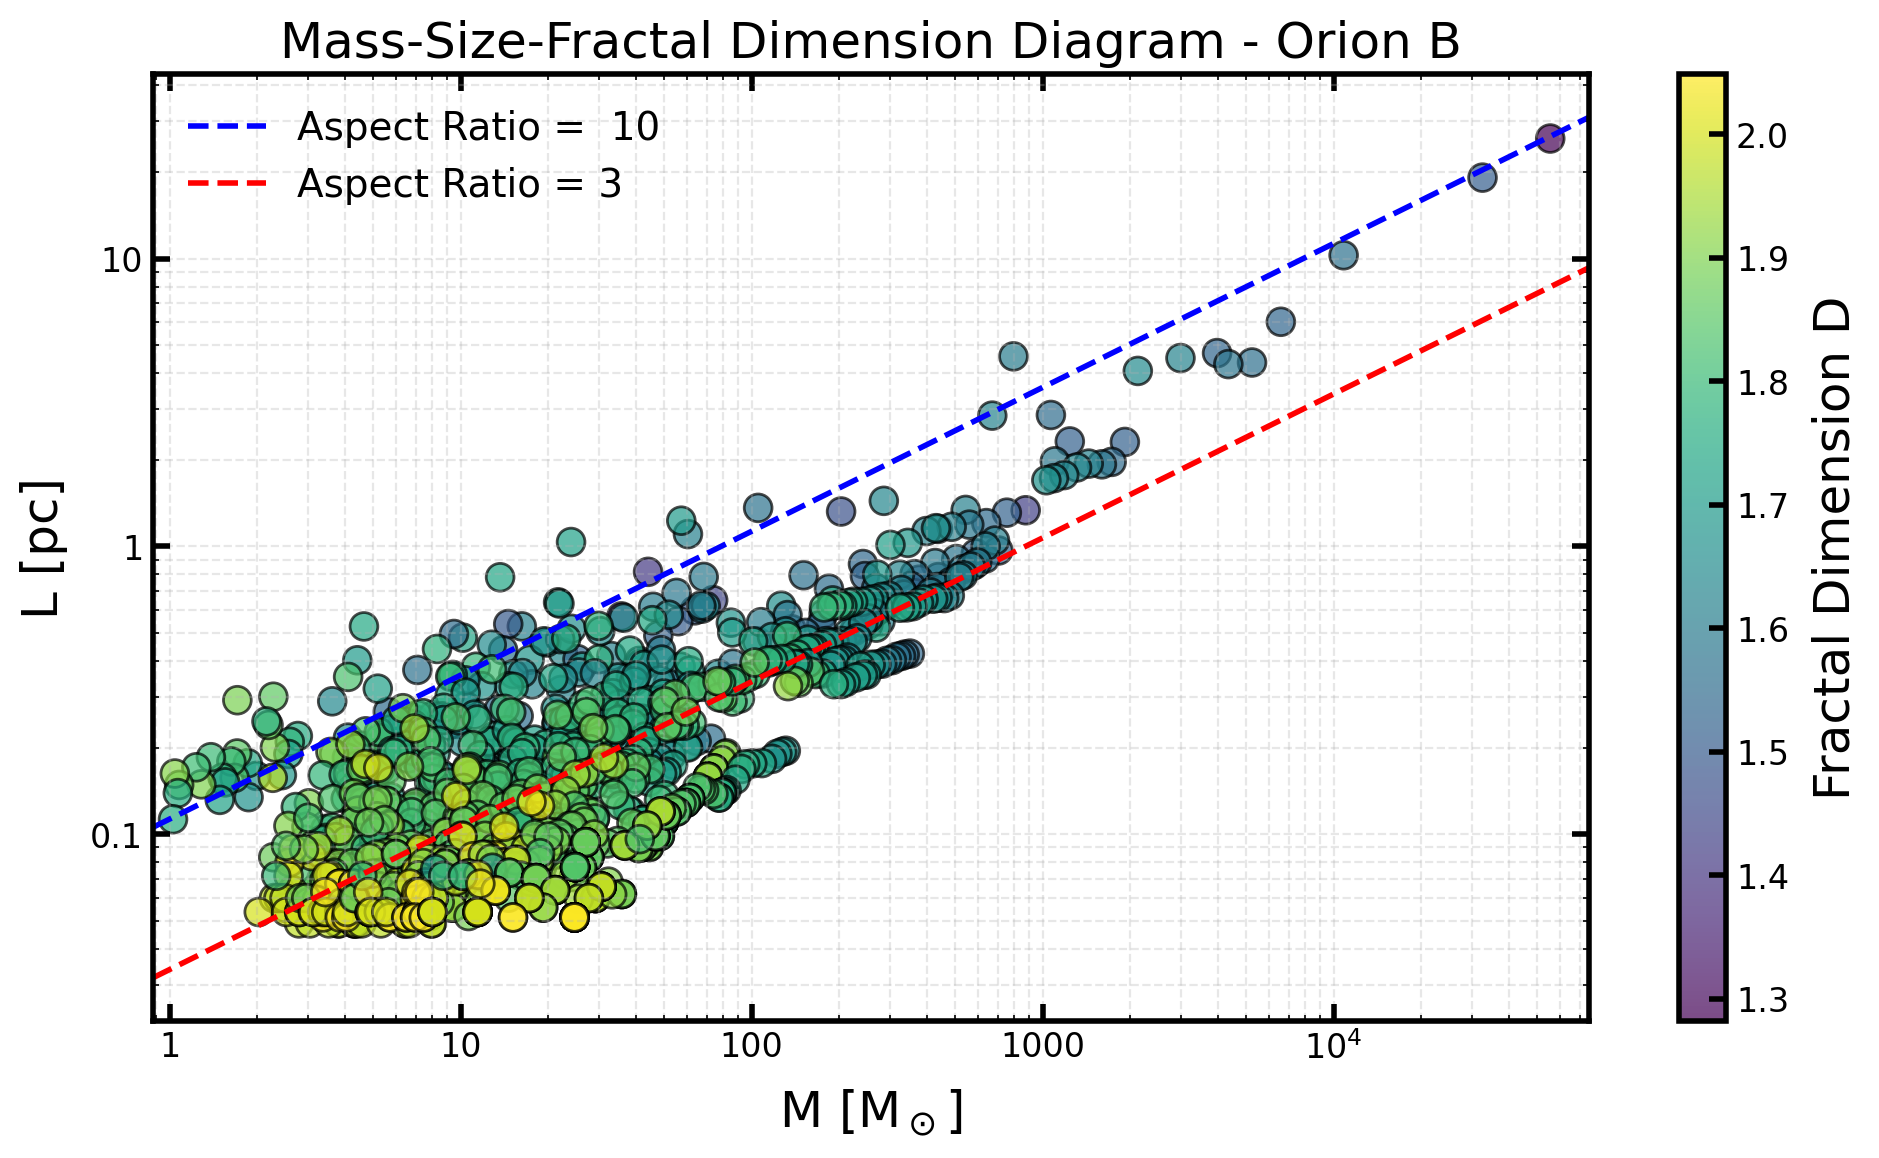 Mass-Size-Fractal Dimension Diagram - Orion B
Aspect Ratio =  10
Aspect Ratio = 3
L [pc]
10
1
0.1
1
10
100
1000
10⁴
M [M⊙]
2.0
1.9
1.8
1.7
1.6
1.5
1.4
1.3
Fractal Dimension D